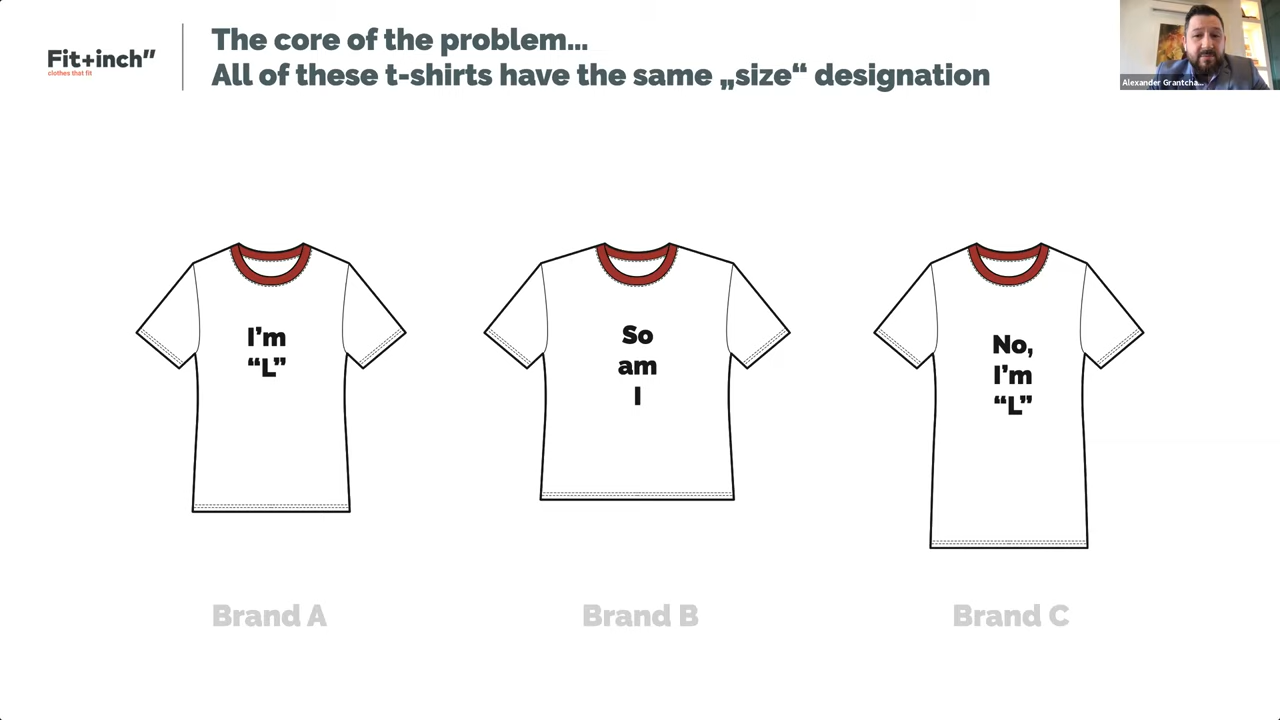 Fit+inch”
clothes that fit
The core of the problem...
All of these t-shirts have the same „size“ designation
Alexander Grantcha...
I’m
“L”
So
am
I
No,
I’m
“L”
Brand A
Brand B
Brand C